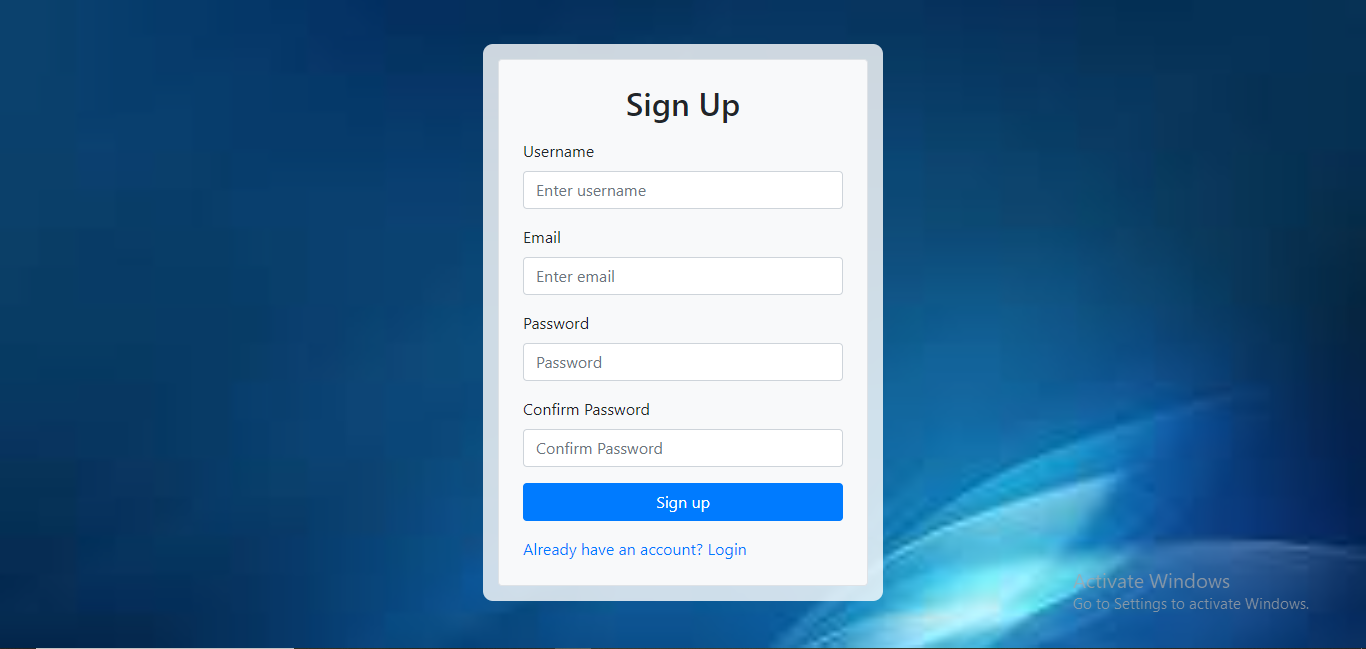 Sign Up
Username
Enter username
Email
Enter email
Password
Password
Confirm Password
Confirm Password
Sign up
Already have an account? Login
Activate Windows
Go to Settings to activate Windows.